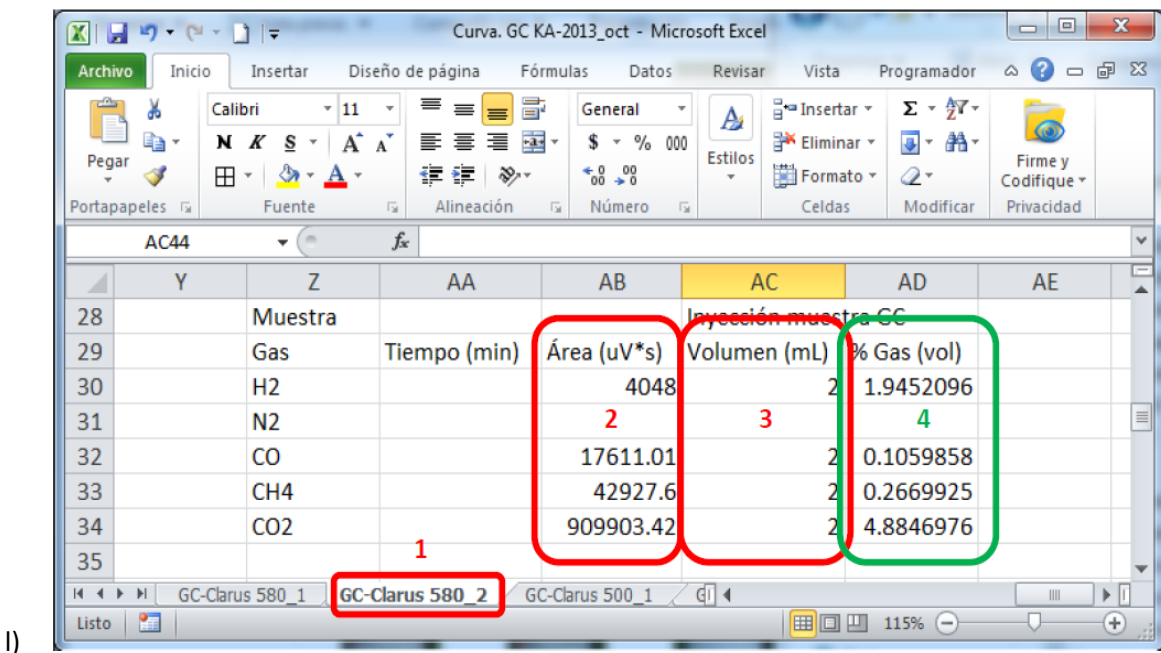 Curva. GC KA-2013_oct - Microsoft Excel
Archivo Inicio Insertar Diseño de página Fórmulas Datos Revisar Vista Programador
Calibri 11 General Insertar Σ
Pegar N K S A A $ % 000 Estilos Eliminar
A Formato
Firme y Codifique
Portapapeles Fuente Alineación Número Celdas Modificar Privacidad
AC44 fx
Y Z AA AB AC AD AE
28 Muestra Inyección muestra GC
29 Gas Tiempo (min) Área (uV*s) Volumen (mL) % Gas (vol)
30 H2 4048 2 1.9452096
31 N2 2 3 4
32 CO 17611.01 2 0.1059858
33 CH4 42927.6 2 0.2669925
34 CO2 909903.42 2 4.8846976
35 1
GC-Clarus 580_1 GC-Clarus 580_2 GC-Clarus 500_1
Listo 115%
l)